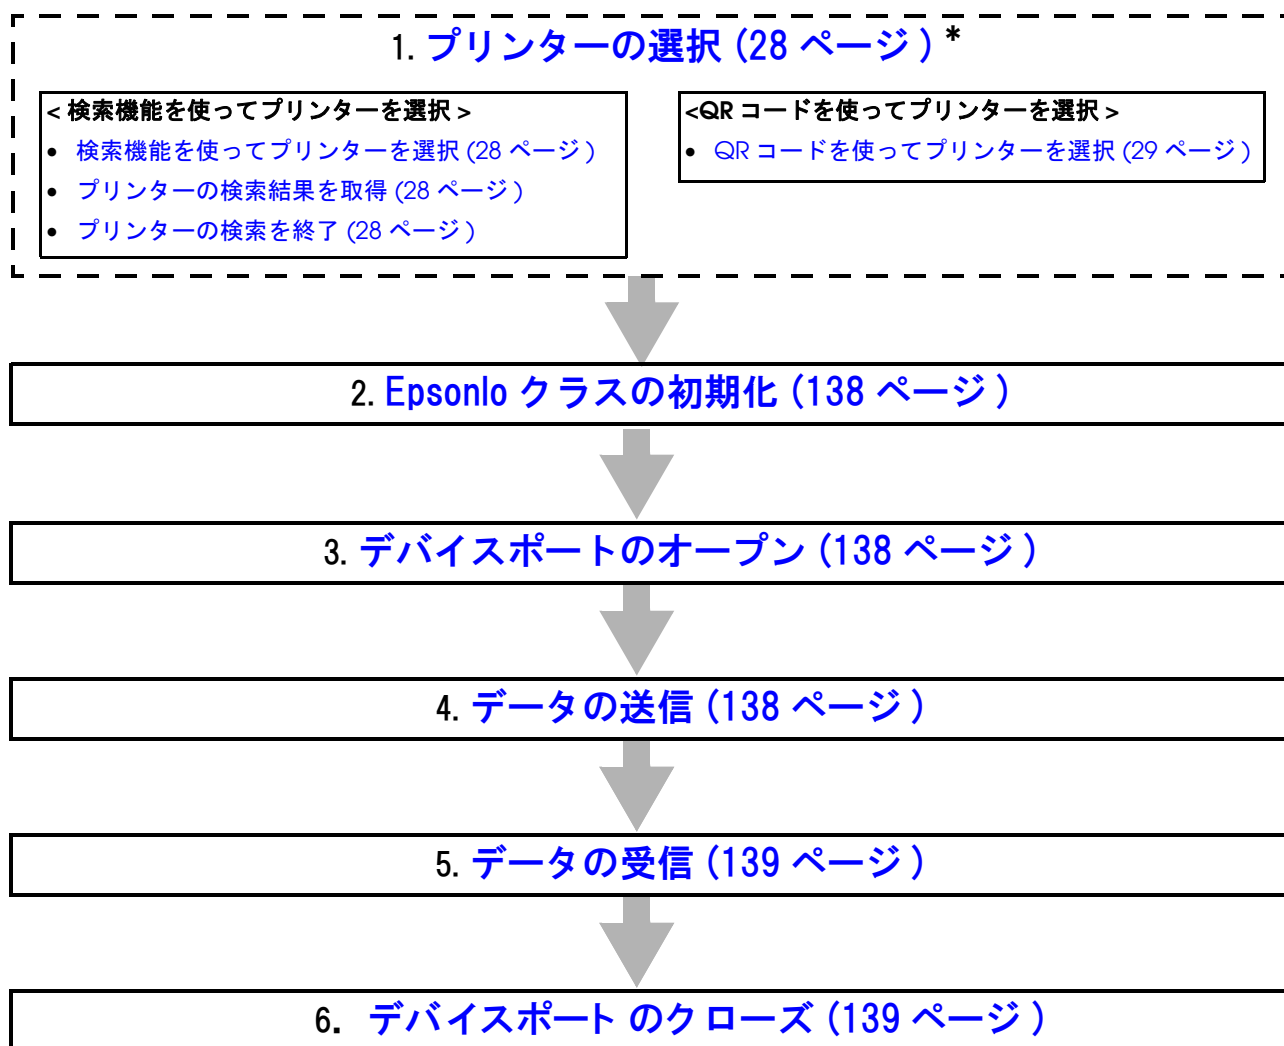 1. プリンターの選択 (28 ページ ) *
< 検索機能を使ってプリンターを選択 >
• 検索機能を使ってプリンターを選択 (28 ページ )
• プリンターの検索結果を取得 (28 ページ )
• プリンターの検索を終了 (28 ページ )
<QR コードを使ってプリンターを選択 >
• QR コードを使ってプリンターを選択 (29 ページ )
2. EpsonIo クラスの初期化 (138 ページ )
3. デバイスポートのオープン (138 ページ )
4. データの送信 (138 ページ )
5. データの受信 (139 ページ )
6. デバイスポート のクローズ (139 ページ )